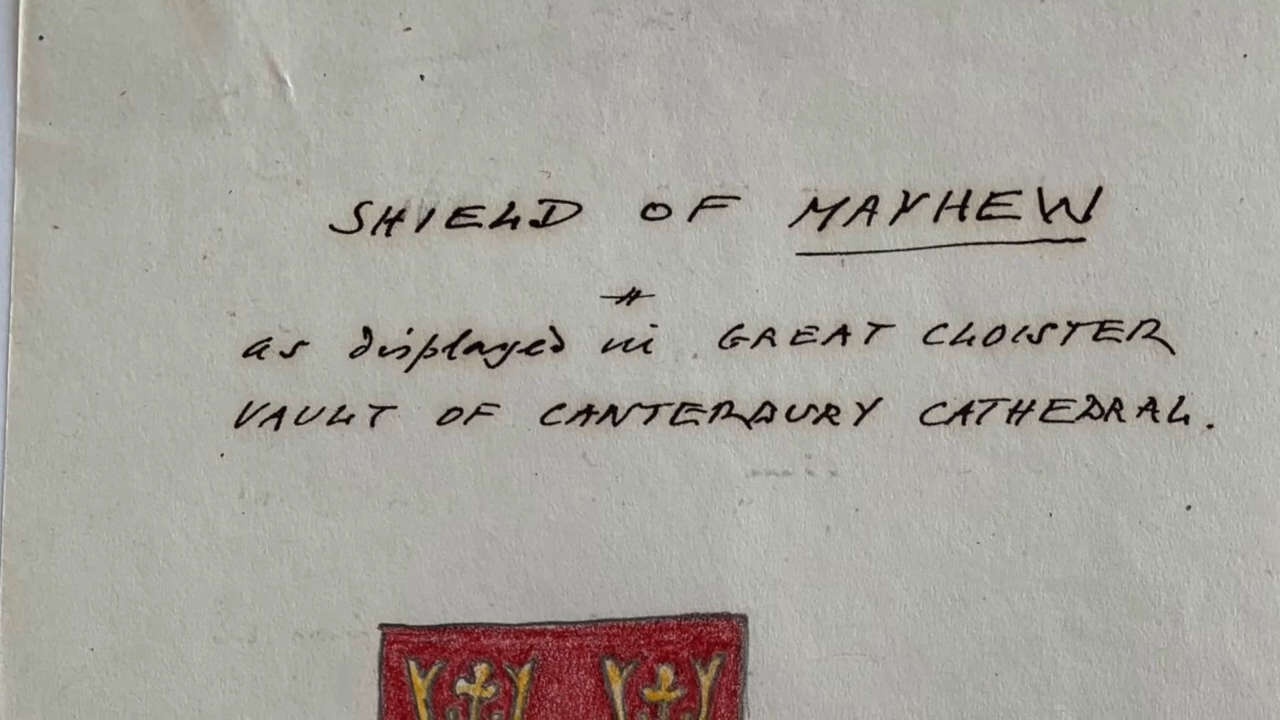 SHIELD OF MAYHEW
as displayed in GREAT CLOISTER
VAULT OF CANTERBURY CATHEDRAL.